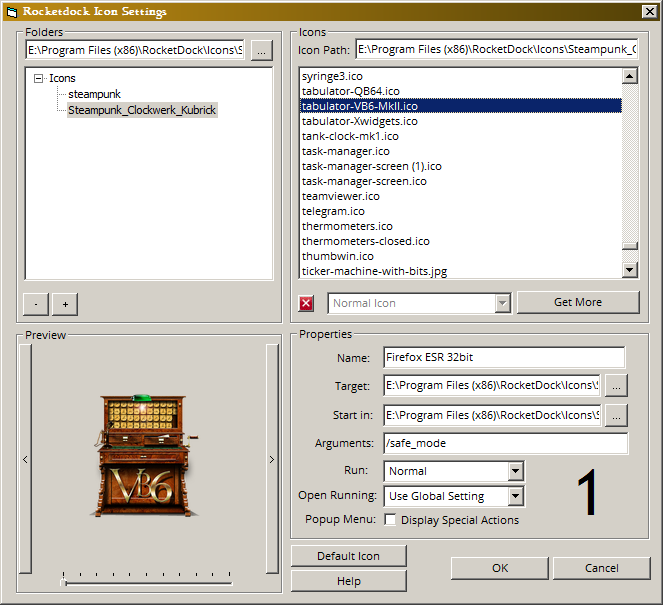 Rocketdock Icon Settings
Folders
E:\Program Files (x86)\RocketDock\Icons\S
...
Icons
steampunk
Steampunk_Clockwerk_Kubrick
-
+
Icons
Icon Path:
E:\Program Files (x86)\RocketDock\Icons\Steampunk_C
syringe3.ico
tabulator-QB64.ico
tabulator-VB6-MkII.ico
tabulator-Xwidgets.ico
tank-clock-mk1.ico
task-manager.ico
task-manager-screen (1).ico
task-manager-screen.ico
teamviewer.ico
telegram.ico
thermometers.ico
thermometers-closed.ico
thumbwin.ico
ticker-machine-with-bits.jpg
Normal Icon
Get More
Preview
<
VB6
>
Properties
Name: Firefox ESR 32bit
Target: E:\Program Files (x86)\RocketDock\Icons\S ...
Start in: E:\Program Files (x86)\RocketDock\Icons\S ...
Arguments: /safe_mode
Run: Normal
Open Running: Use Global Setting
Popup Menu: Display Special Actions
1
Default Icon
Help
OK
Cancel